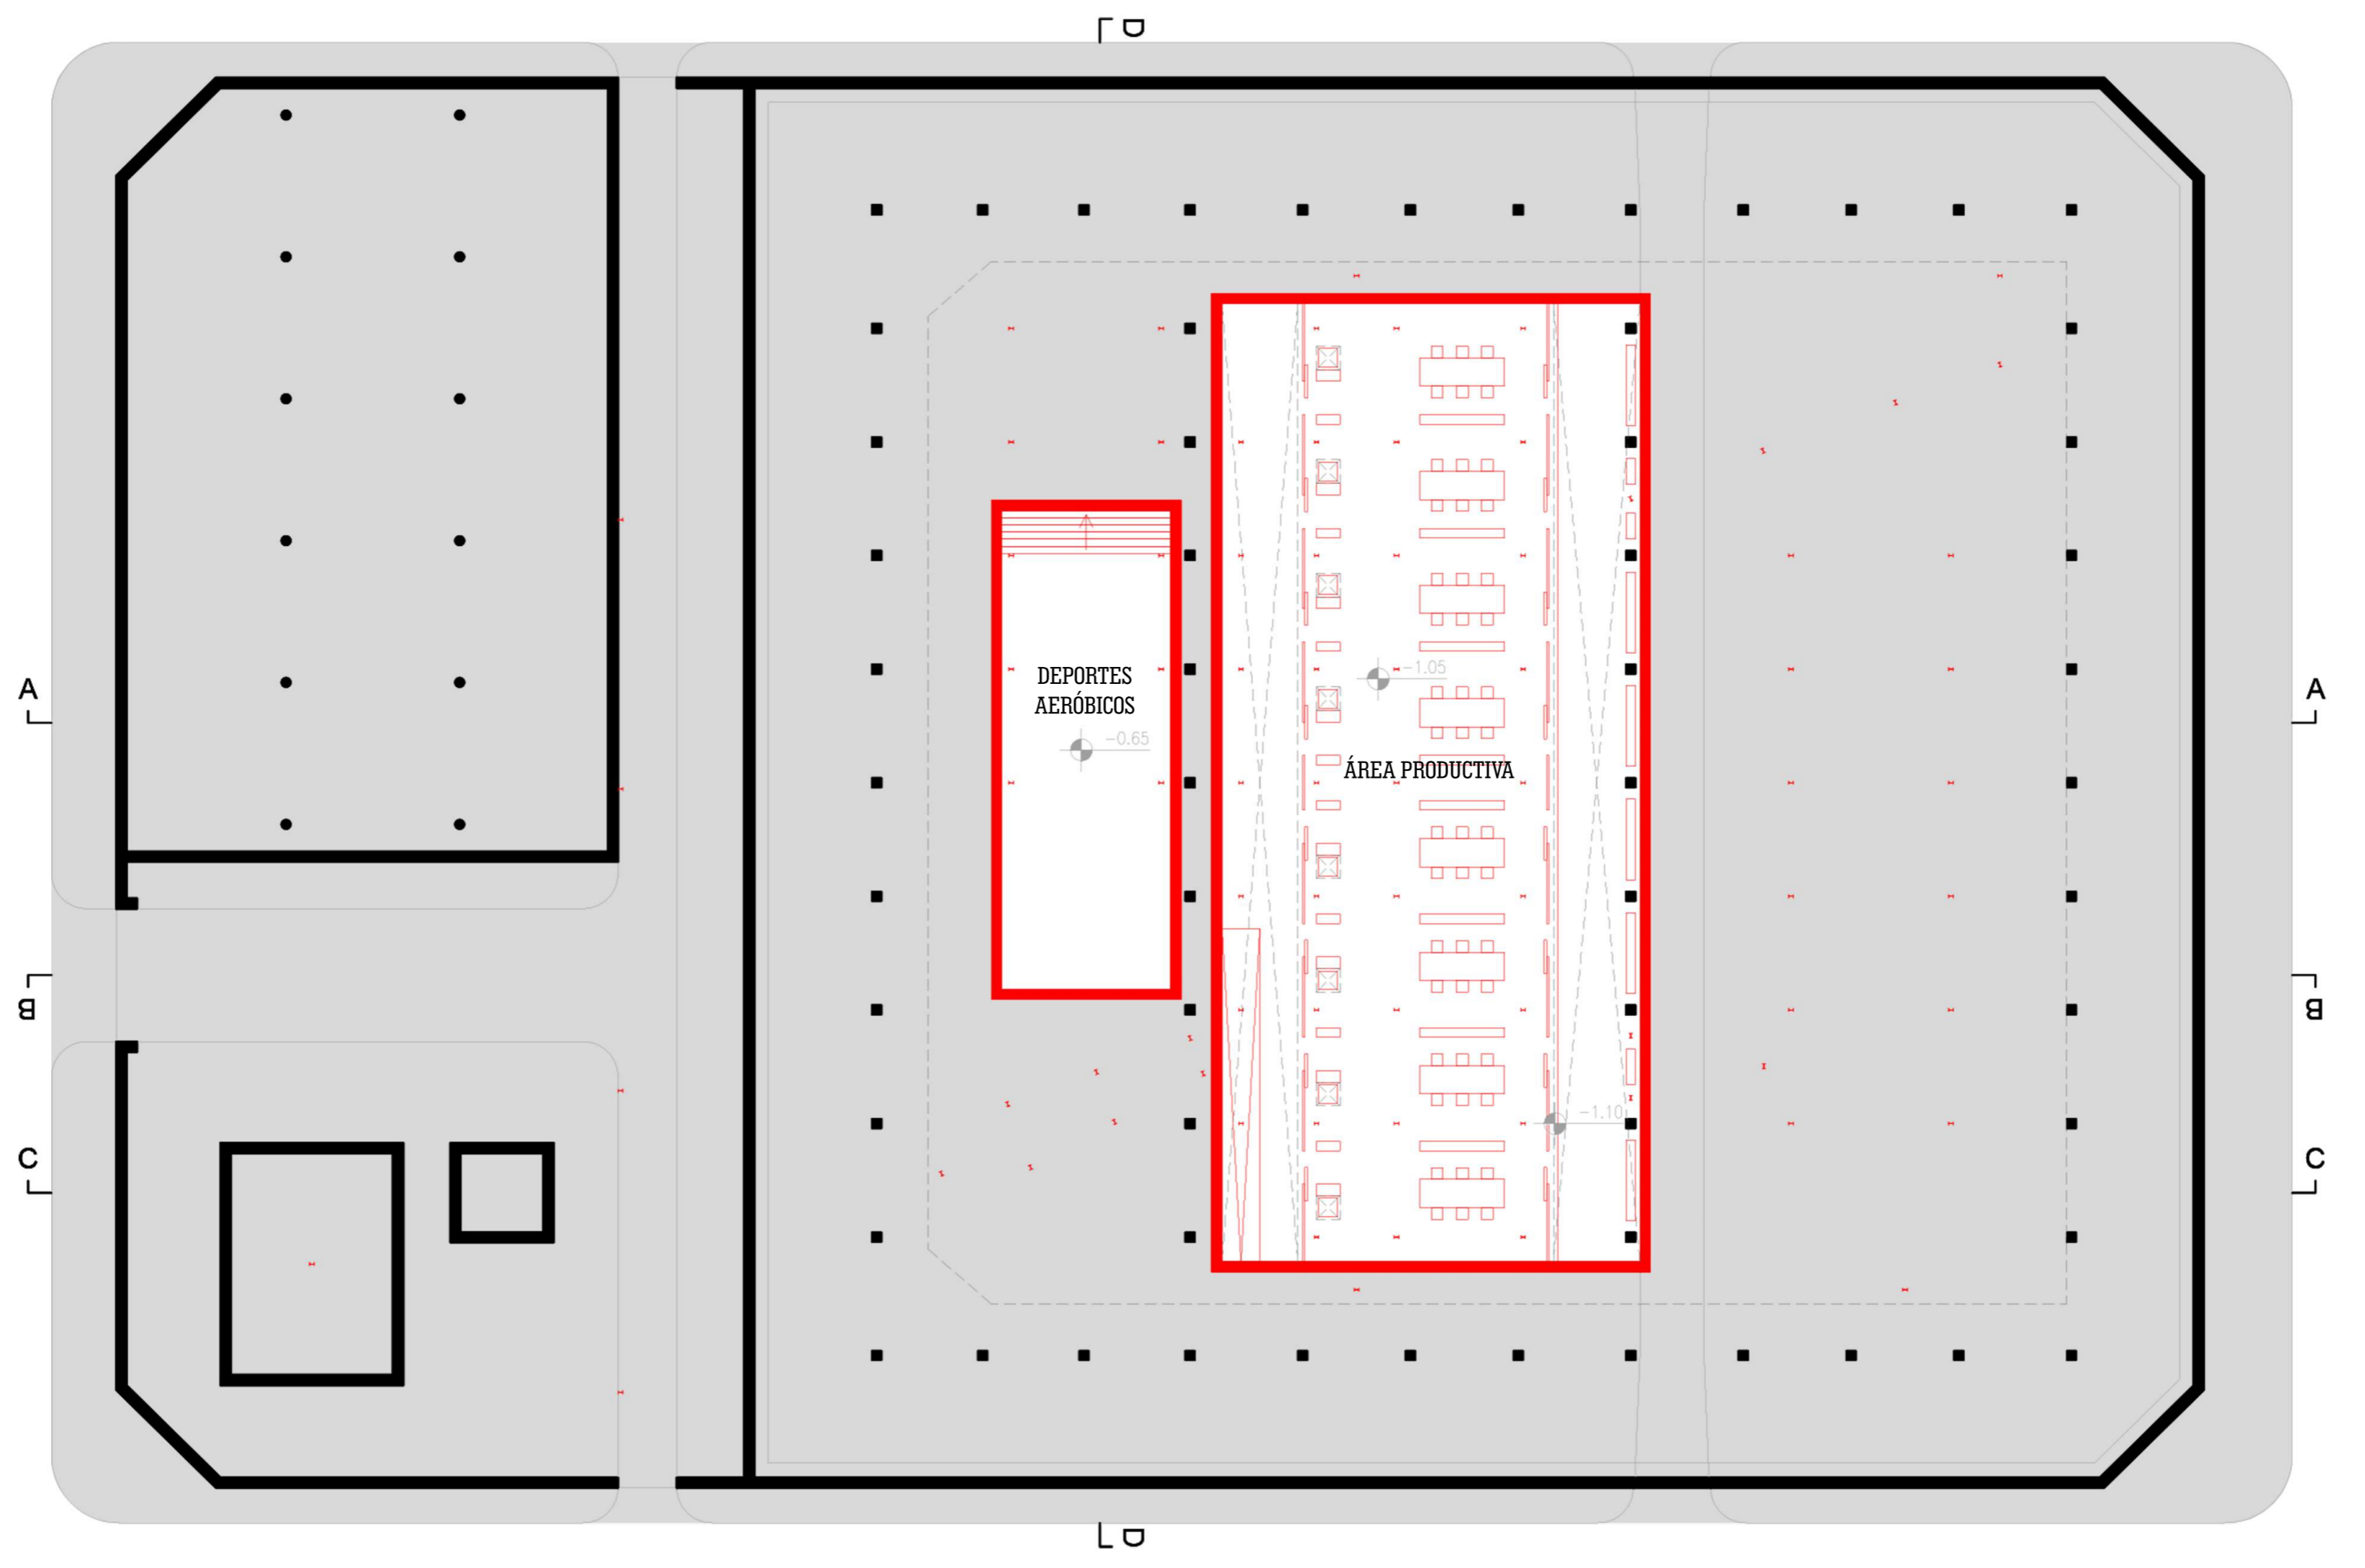 D
A
A
DEPORTES
AERÓBICOS
-1.05
-0.65
ÁREA PRODUCTIVA
B
B
-1.10
C
C
D